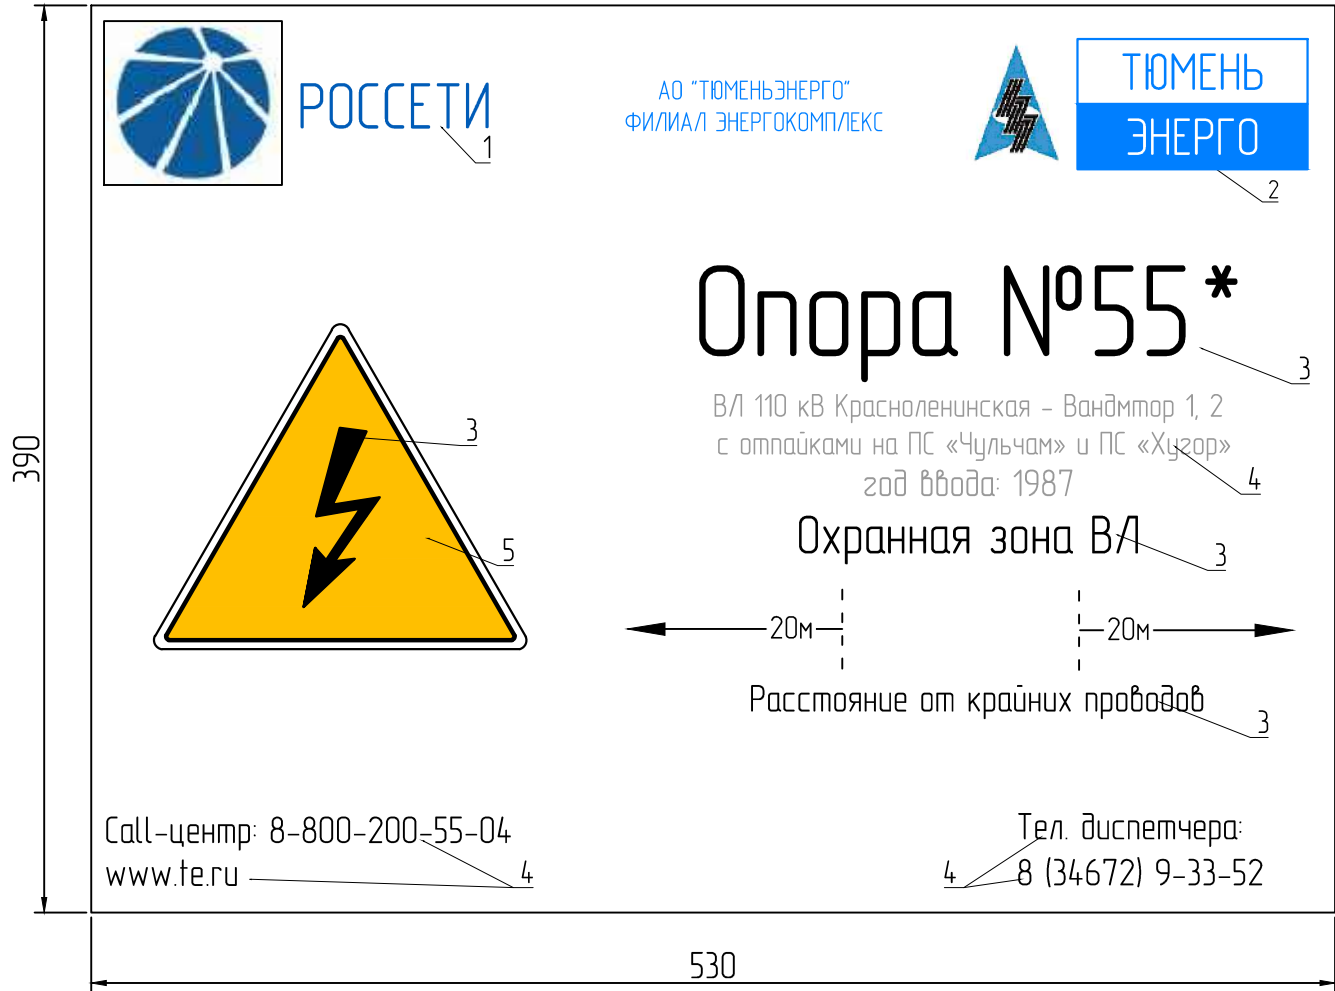 РОССЕТИ
1
АО "ТЮМЕНЬЭНЕРГО"
ФИЛИАЛ ЭНЕРГОКОМПЛЕКС
ТЮМЕНЬ
ЭНЕРГО
2
Опора №55*
3
ВЛ 110 кВ Красноленинская - Вандмтор 1, 2
с отпайками на ПС «Чульчам» и ПС «Хугор»
год ввода: 1987
4
Охранная зона ВЛ
3
3
5
20м
20м
Расстояние от крайних проводов
3
Call-центр: 8-800-200-55-04
www.te.ru
4
Тел. диспетчера:
8 (34672) 9-33-52
4
390
530